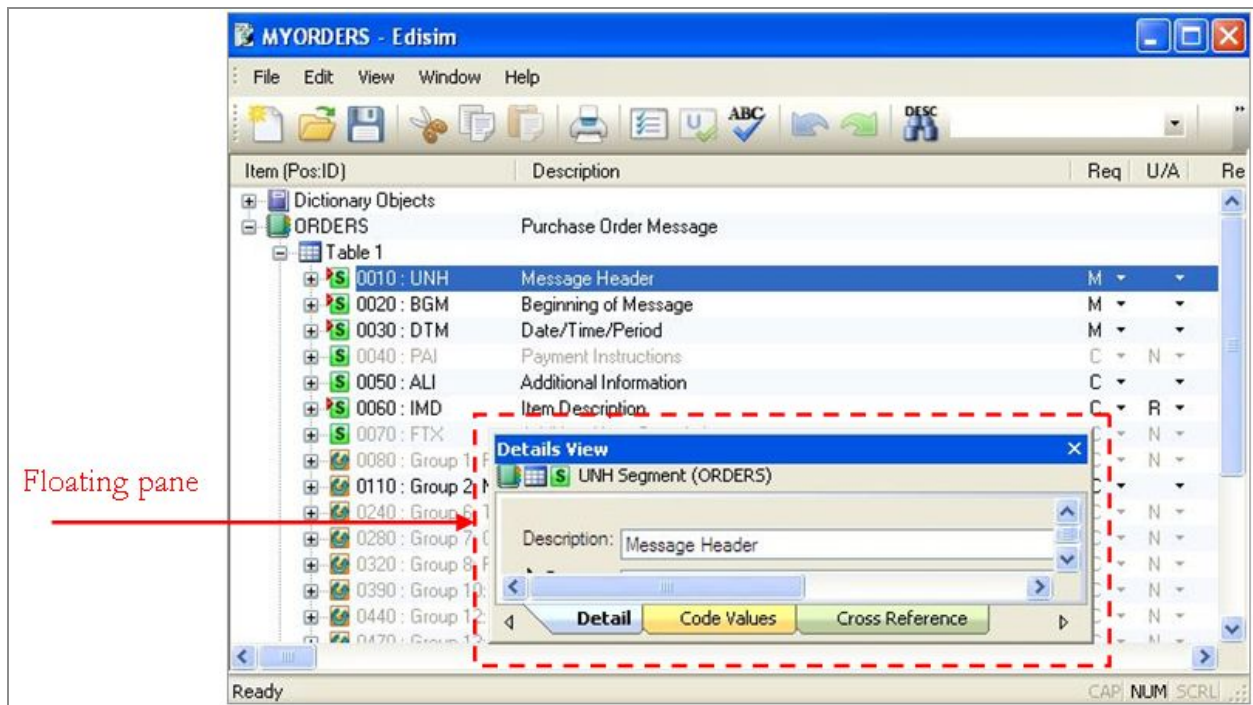 MYORDERS - Edisim
File Edit View Window Help
ABC DESC
Item (Pos:ID) Description Req U/A Re
Dictionary Objects
ORDERS Purchase Order Message
Table 1
S 0010 : UNH Message Header M
S 0020 : BGM Beginning of Message M
S 0030 : DTM Date/Time/Period M
S 0040 : PAI Payment Instructions C N
S 0050 : ALI Additional Information C
S 0060 : IMD Item Description C R
S 0070 : FTX C N
0080 : Group 1: F C N
0110 : Group 2: N C
0240 : Group 6: T C N
0280 : Group 7: C C N
0320 : Group 8: F C N
0390 : Group 10: C N
0440 : Group 12: C N
0470 : Group 13: C N
Details View
S UNH Segment (ORDERS)
Description: Message Header
Detail Code Values Cross Reference
Floating pane
Ready CAP NUM SCRL